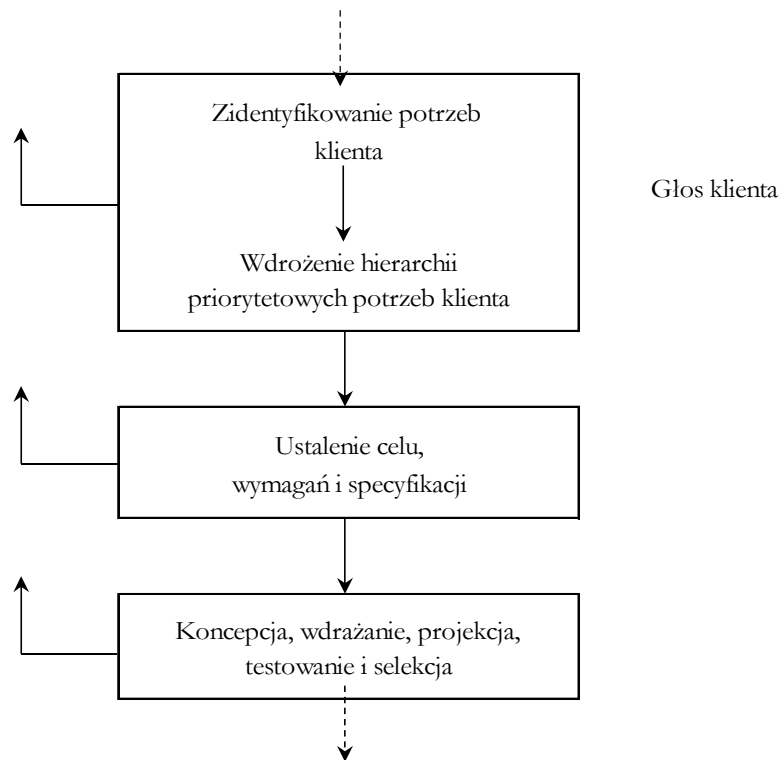 Zidentyfikowanie potrzeb
klienta
Głos klienta
Wdrożenie hierarchii
priorytetowych potrzeb klienta
Ustalenie celu,
wymagań i specyfikacji
Koncepcja, wdrażanie, projekcja,
testowanie i selekcja